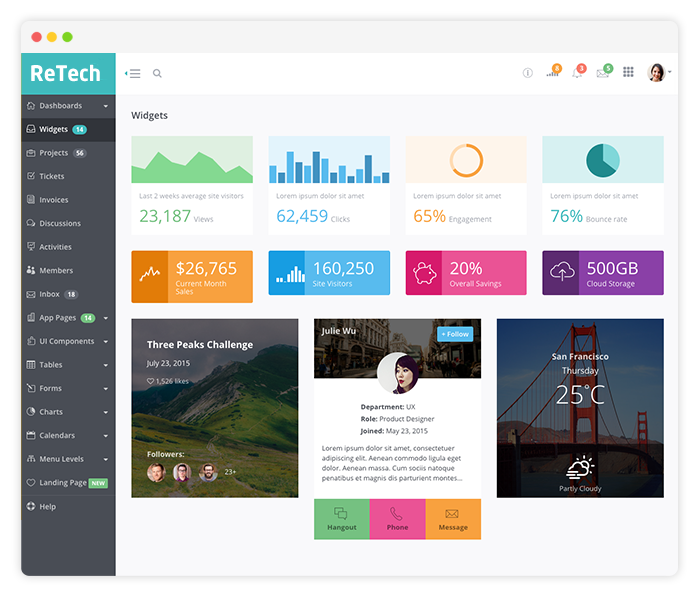 ReTech
8
3
5
Dashboards
Widgets 14
Projects 56
Tickets
Invoices
Discussions
Activities
Members
Inbox 18
App Pages 14
UI Components
Tables
Forms
Charts
Calendars
Menu Levels
Landing Page NEW
Help
Widgets
Last 2 weeks average site visitors
23,187 Views
Lorem ipsum dolor sit amet
62,459 Clicks
Lorem ipsum dolor sit amet
65% Engagement
Lorem ipsum dolor sit amet
76% Bounce rate
$26,765
Current Month
Sales
160,250
Site Visitors
20%
Overall Savings
500GB
Cloud Storage
Three Peaks Challenge
July 23, 2015
1,526 likes
Followers:
23+
Julie Wu
+ Follow
Department: UX
Role: Product Designer
Joined: May 23, 2015
Lorem ipsum dolor sit amet, consectetuer
adipiscing elit. Aenean commodo ligula eget
dolor. Aenean massa. Cum sociis natoque
penatibus et magnis dis parturient montes...
Hangout
Phone
Message
San Francisco
Thursday
25°C
Partly Cloudy